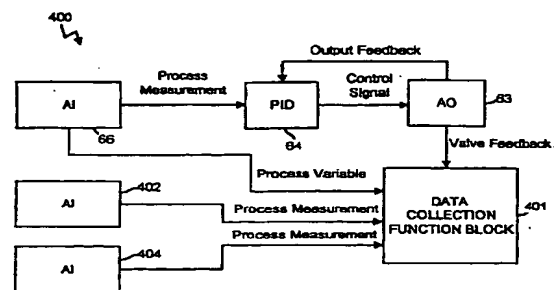 400
Output Feedback
Process
Measurement
Control
Signal
AI
PID
AO
66
64
63
Valve Feedback
Process Variable
AI
402
Process Measurement
DATA
COLLECTION
FUNCTION BLOCK
401
Process Measurement
AI
404